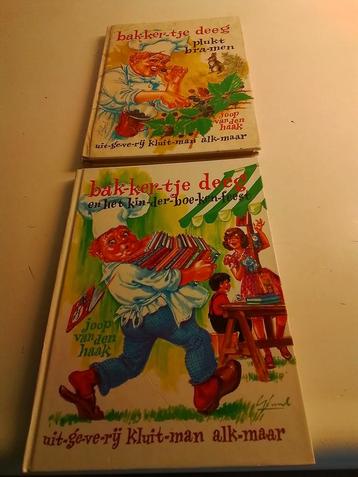 bak-ker-tje deeg
plukt
bra-men
joop
van den
haak
uit-ge-ve-rij kluit-man alk-maar
bak-ker-tje deeg
en het kin-der-boe-ken-feest
joop
van den
haak
uit-ge-ve-rij kluit-man alk-maar